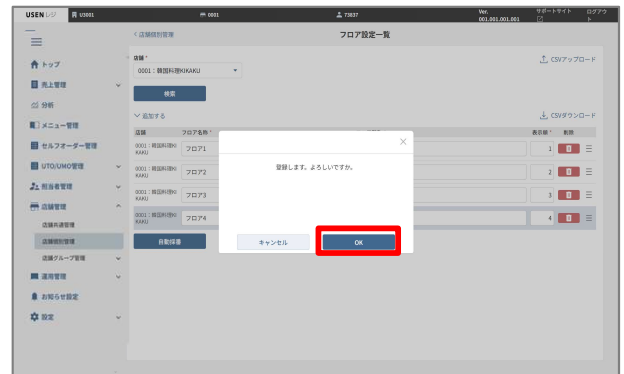 USEN レジ U3001 0001 73037 Ver. 001.001.001.001 サポートサイト ログアウト
トップ
売上管理
分析
メニュー管理
セルフオーダー管理
UTO/UMO管理
担当者管理
店舗管理
店舗共通管理
店舗個別管理
店舗グループ管理
運用管理
お知らせ設定
設定
< 店舗個別管理 フロア設定一覧
店舗 *
0001:韓国料理KIKAKU
CSVアップロード
検索
追加する
CSVダウンロード
店舗 フロア名称 * 表示順 * 削除
0001:韓国料理KIKAKU フロア1 1
0001:韓国料理KIKAKU フロア2 2
0001:韓国料理KIKAKU フロア3 3
0001:韓国料理KIKAKU フロア4 4
登録します。よろしいですか。
キャンセル OK